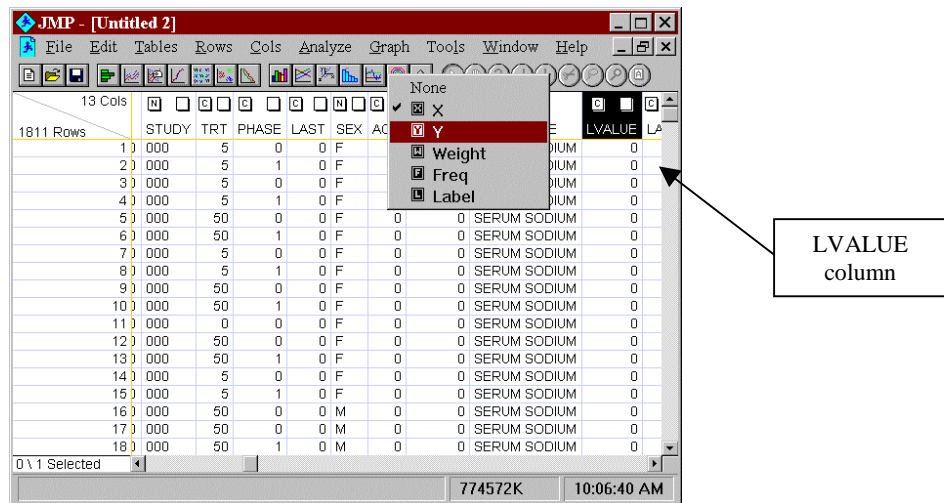 JMP - [Untitled 2]
File Edit Tables Rows Cols Analyze Graph Tools Window Help
None
X
Y
Weight
Freq
Label
13 Cols N C C C N C C C
1811 Rows STUDY TRT PHASE LAST SEX LVALUE
1 000 5 0 0 F 0
2 000 5 1 0 F 0
3 000 5 0 0 F 0
4 000 5 1 0 F 0
5 000 50 0 0 F 0 0 SERUM SODIUM 0
6 000 50 1 0 F 0 0 SERUM SODIUM 0
7 000 5 0 0 F 0 0 SERUM SODIUM 0
8 000 5 1 0 F 0 0 SERUM SODIUM 0
9 000 50 0 0 F 0 0 SERUM SODIUM 0
10 000 50 1 0 F 0 0 SERUM SODIUM 0
11 000 0 0 0 F 0 0 SERUM SODIUM 0
12 000 50 0 0 F 0 0 SERUM SODIUM 0
13 000 50 1 0 F 0 0 SERUM SODIUM 0
14 000 5 0 0 F 0 0 SERUM SODIUM 0
15 000 5 1 0 F 0 0 SERUM SODIUM 0
16 000 50 0 0 M 0 0 SERUM SODIUM 0
17 000 50 0 0 M 0 0 SERUM SODIUM 0
18 000 50 1 0 M 0 0 SERUM SODIUM 0
0 \ 1 Selected
774572K 10:06:40 AM
LVALUE
column